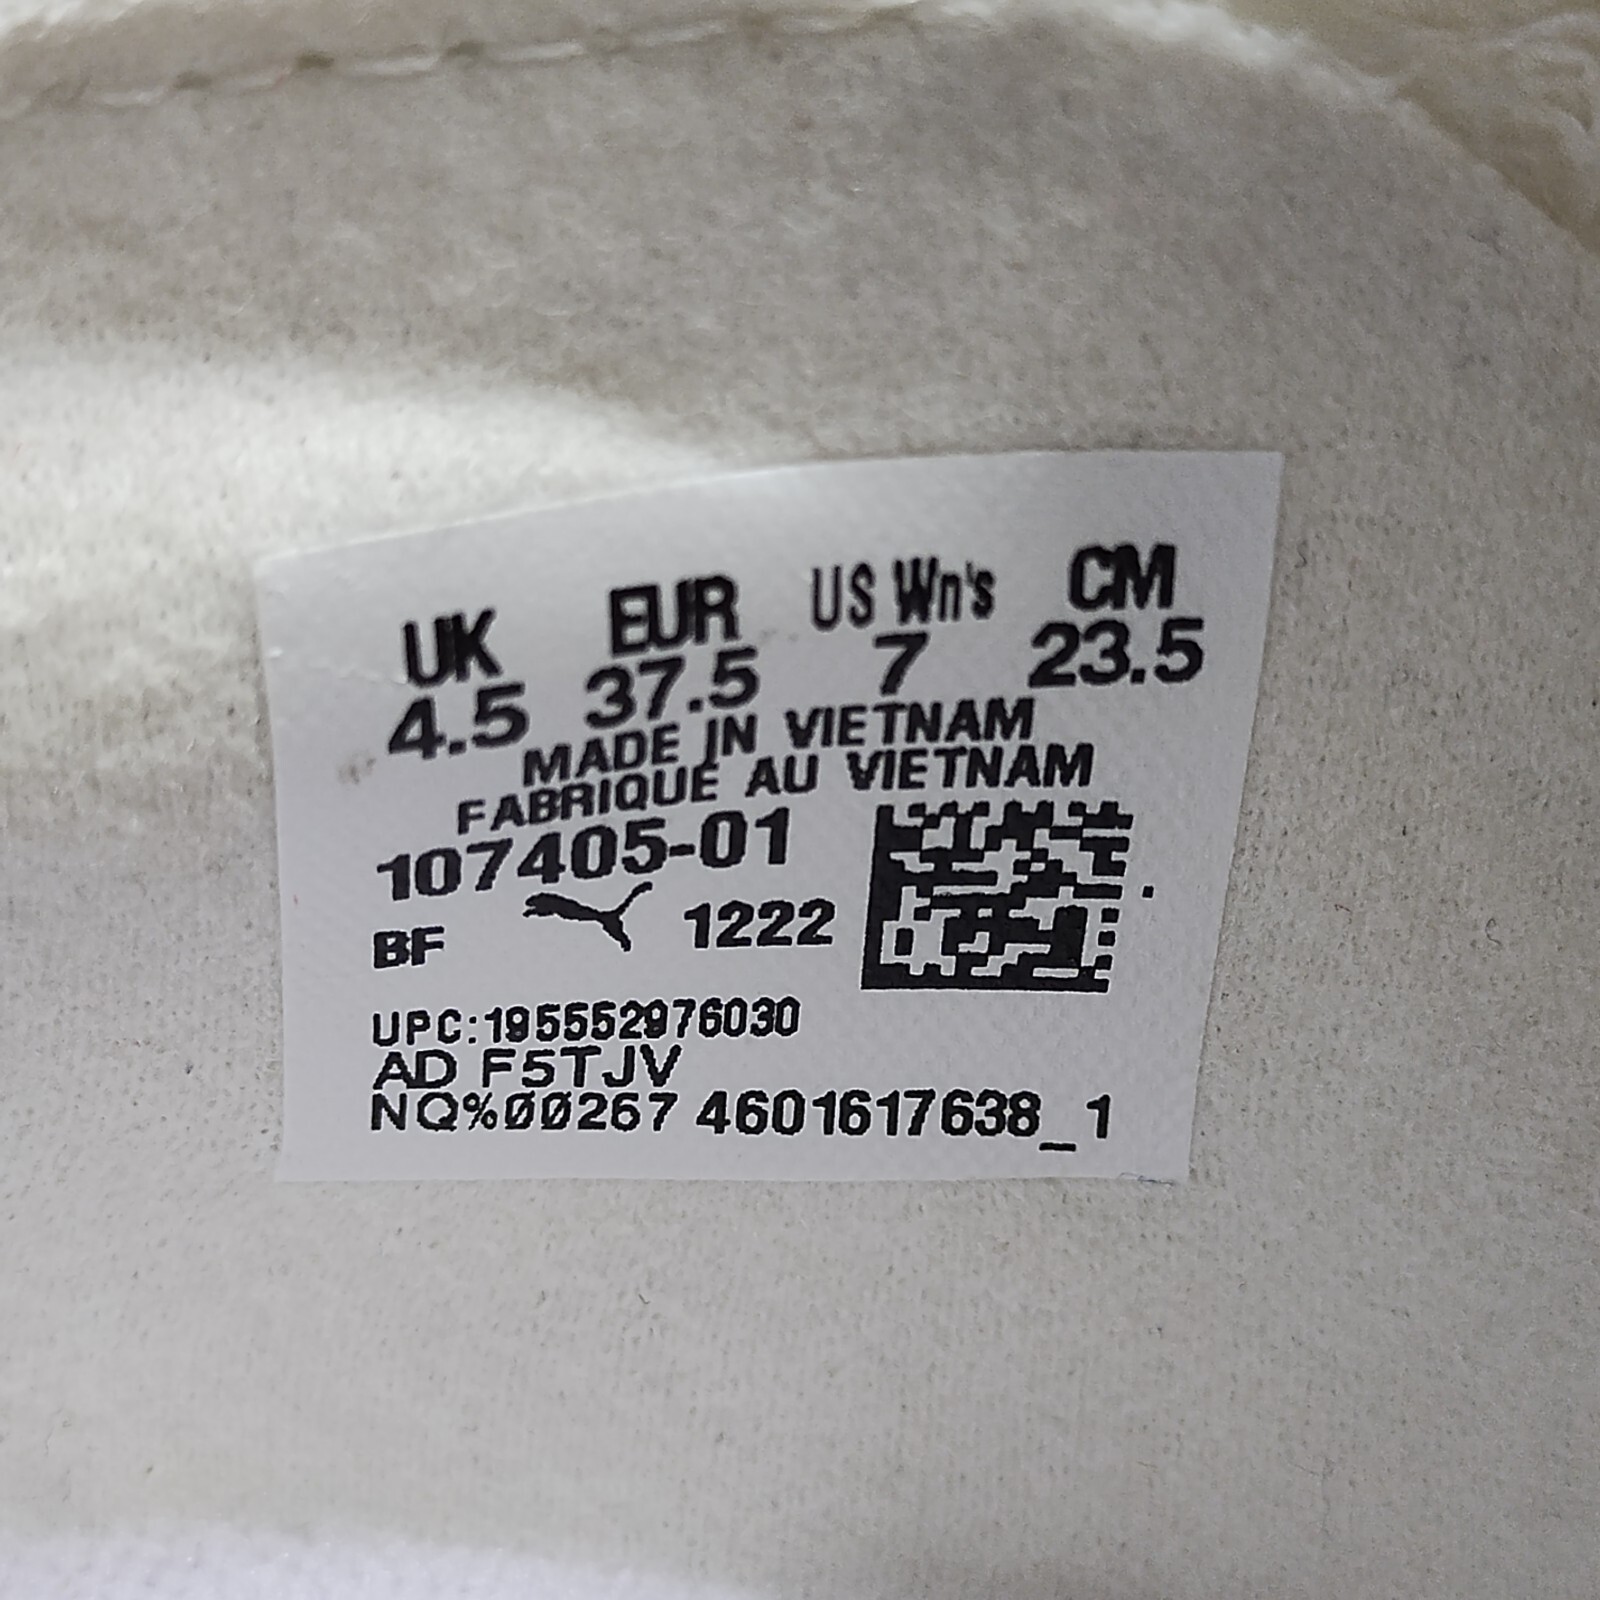 UK EUR US Wn's CM
4.5 37.5 7 23.5
MADE IN VIETNAM
FABRIQUE AU VIETNAM
107405-01
BF 1222
UPC:195552976030
AD F5TJV
NQ%00267 4601617638_1